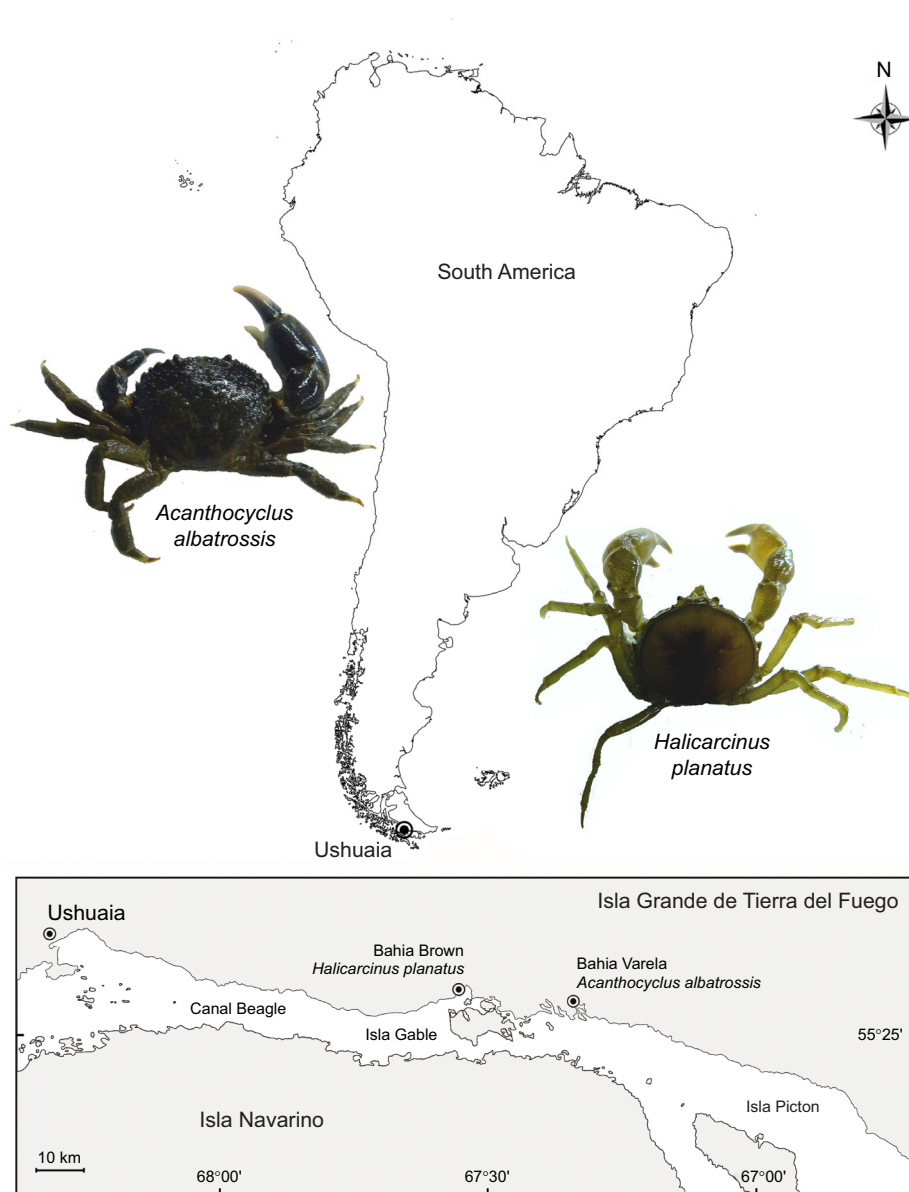 N
South America
Acanthocyclus
albatrossis
Halicarcinus
planatus
Ushuaia
Isla Grande de Tierra del Fuego
Ushuaia
Bahia Brown
Halicarcinus planatus
Bahia Varela
Acanthocyclus albatrossis
Canal Beagle
Isla Gable
55°25'
Isla Navarino
Isla Picton
10 km
68°00'
67°30'
67°00'